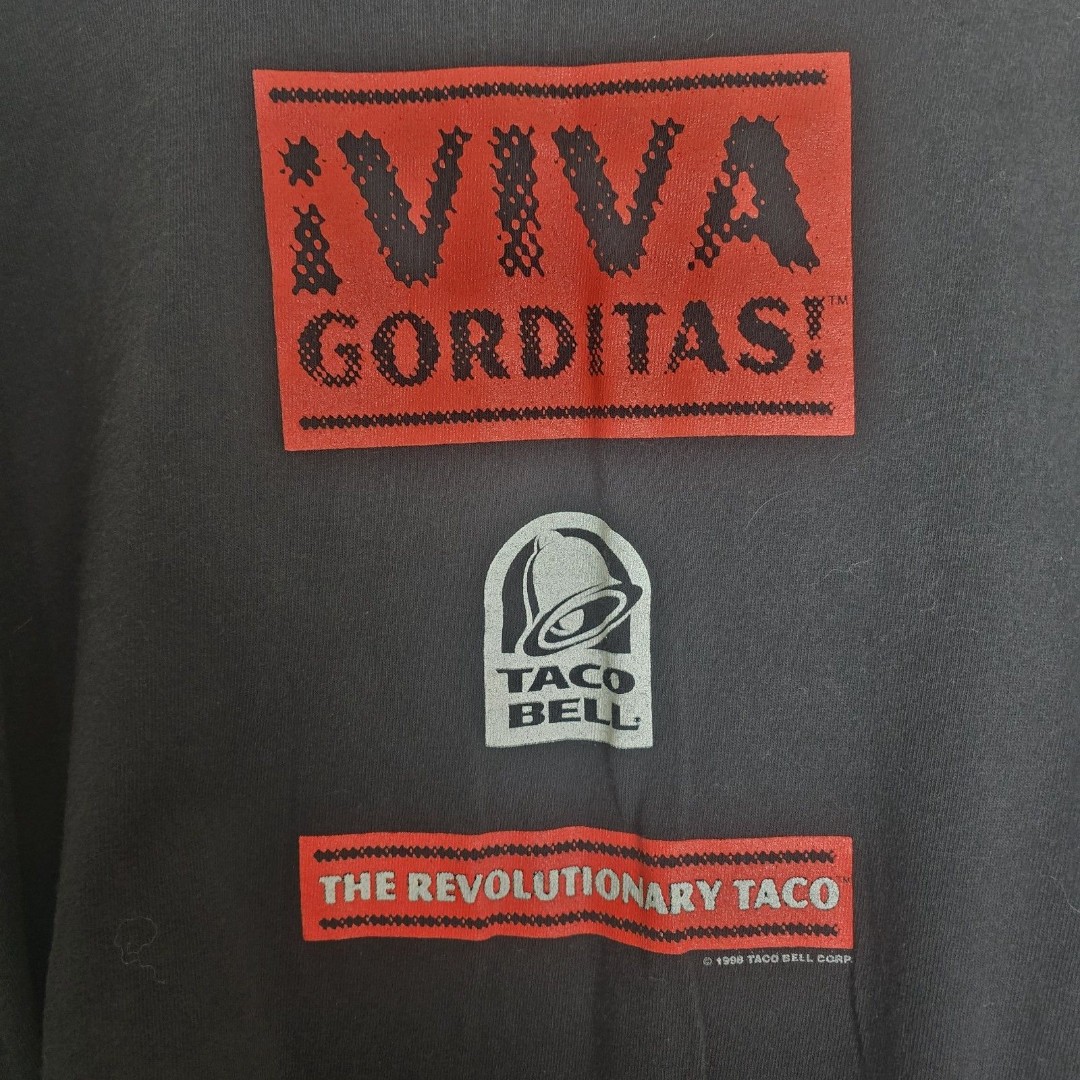 ¡VIVA
GORDITAS!™
TACO
BELL®
THE REVOLUTIONARY TACO™
© 1998 TACO BELL CORP.